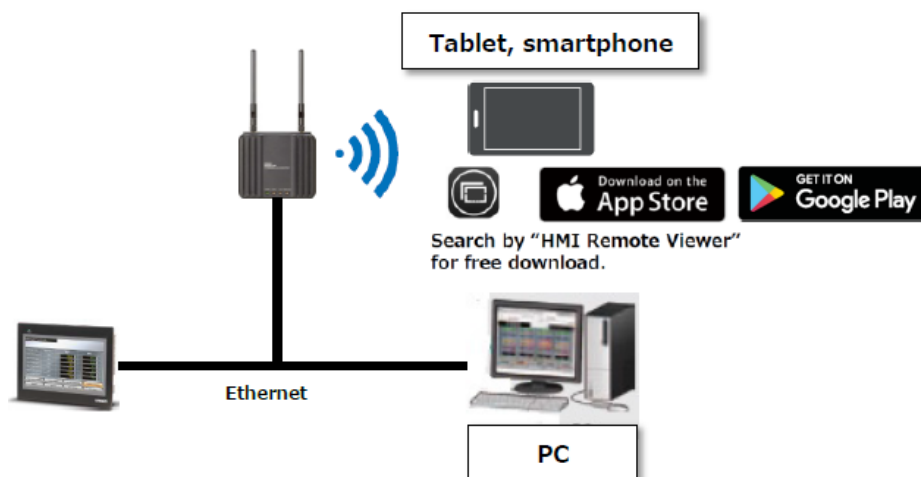 Tablet, smartphone
Download on the
App Store
GET IT ON
Google Play
Search by “HMI Remote Viewer”
for free download.
Ethernet
PC